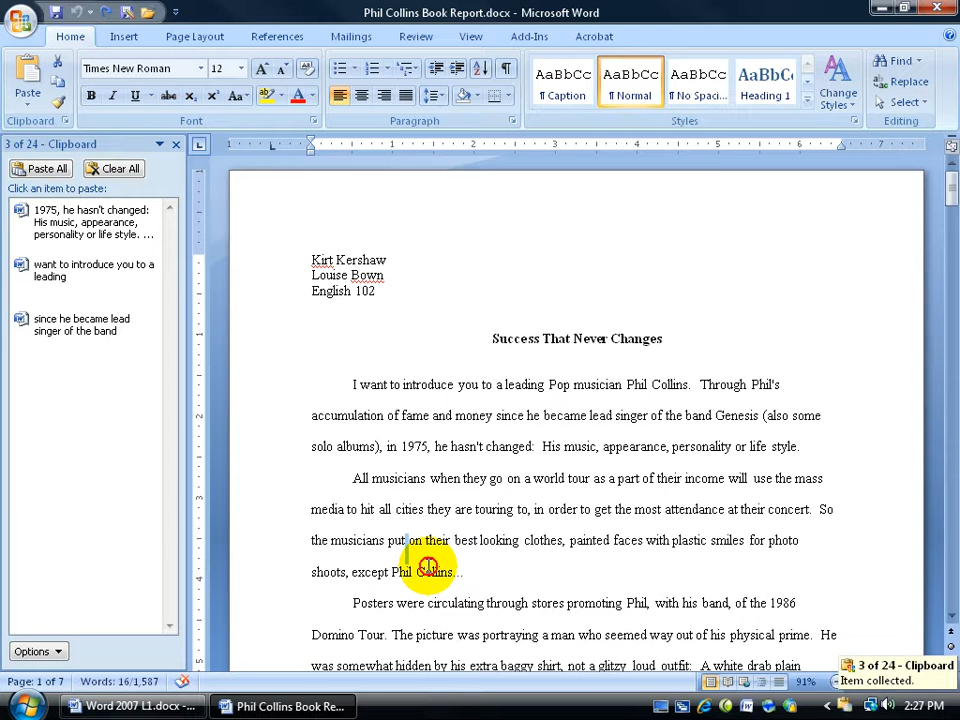 Phil Collins Book Report.docx - Microsoft Word
Home Insert Page Layout References Mailings Review View Add-Ins Acrobat
Paste
Times New Roman 12
B I U abc X₂ X² Aa
AaBbCc AaBbCc AaBbCc AaBbC
¶ Caption ¶ Normal ¶ No Spaci... Heading 1
Change Styles
Find
Replace
Select
Clipboard Font Paragraph Styles Editing
3 of 24 - Clipboard
Paste All Clear All
Click an item to paste:
1975, he hasn't changed:
His music, appearance,
personality or life style. ...
want to introduce you to a
leading
since he became lead
singer of the band
Options
1 1 2 3 4 5 6 7
Kirt Kershaw
Louise Bown
English 102
Success That Never Changes
I want to introduce you to a leading Pop musician Phil Collins. Through Phil's
accumulation of fame and money since he became lead singer of the band Genesis (also some
solo albums), in 1975, he hasn't changed: His music, appearance, personality or life style.
All musicians when they go on a world tour as a part of their income will use the mass
media to hit all cities they are touring to, in order to get the most attendance at their concert. So
the musicians put on their best looking clothes, painted faces with plastic smiles for photo
shoots, except Phil Collins...
Posters were circulating through stores promoting Phil, with his band, of the 1986
Domino Tour. The picture was portraying a man who seemed way out of his physical prime. He
was somewhat hidden by his extra baggy shirt, not a glitzy loud outfit: A white drab plain
3 of 24 - Clipboard
Item collected.
Page: 1 of 7 Words: 16/1,587 91%
Word 2007 L1.docx -... Phil Collins Book Re... 2:27 PM